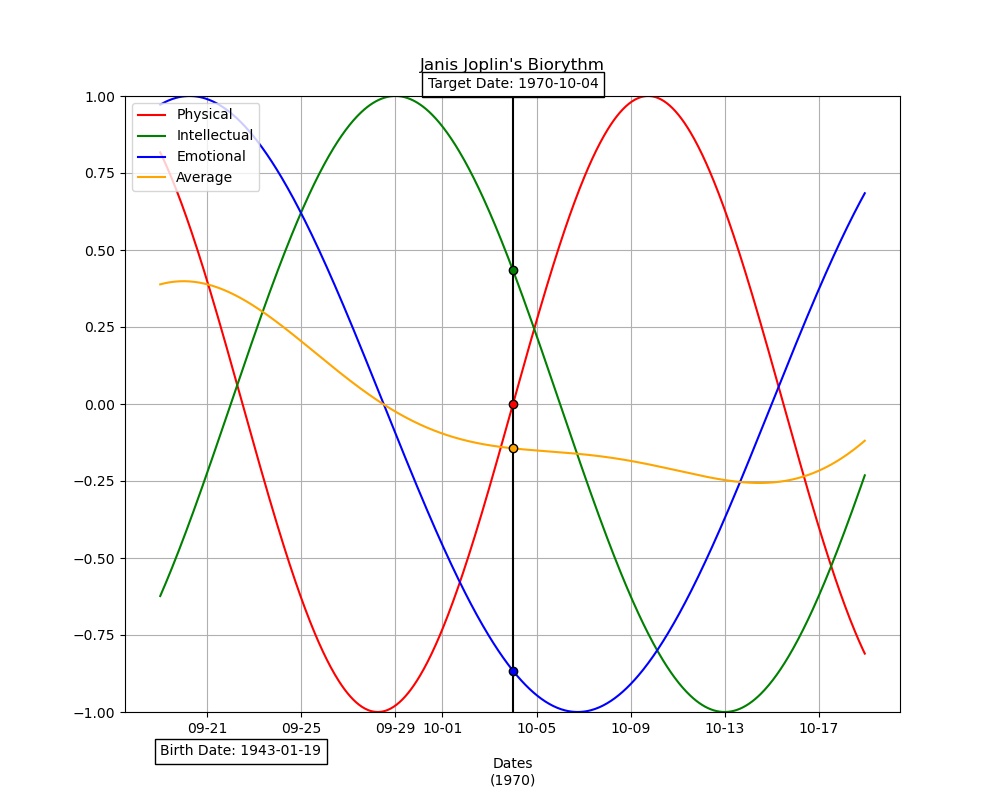 Janis Joplin's Biorythm
Target Date: 1970-10-04
1.00
Physical
Intellectual
Emotional
Average
0.75
0.50
0.25
0.00
−0.25
−0.50
−0.75
−1.00
09-21 09-25 09-29 10-01 10-05 10-09 10-13 10-17
Birth Date: 1943-01-19
Dates
(1970)